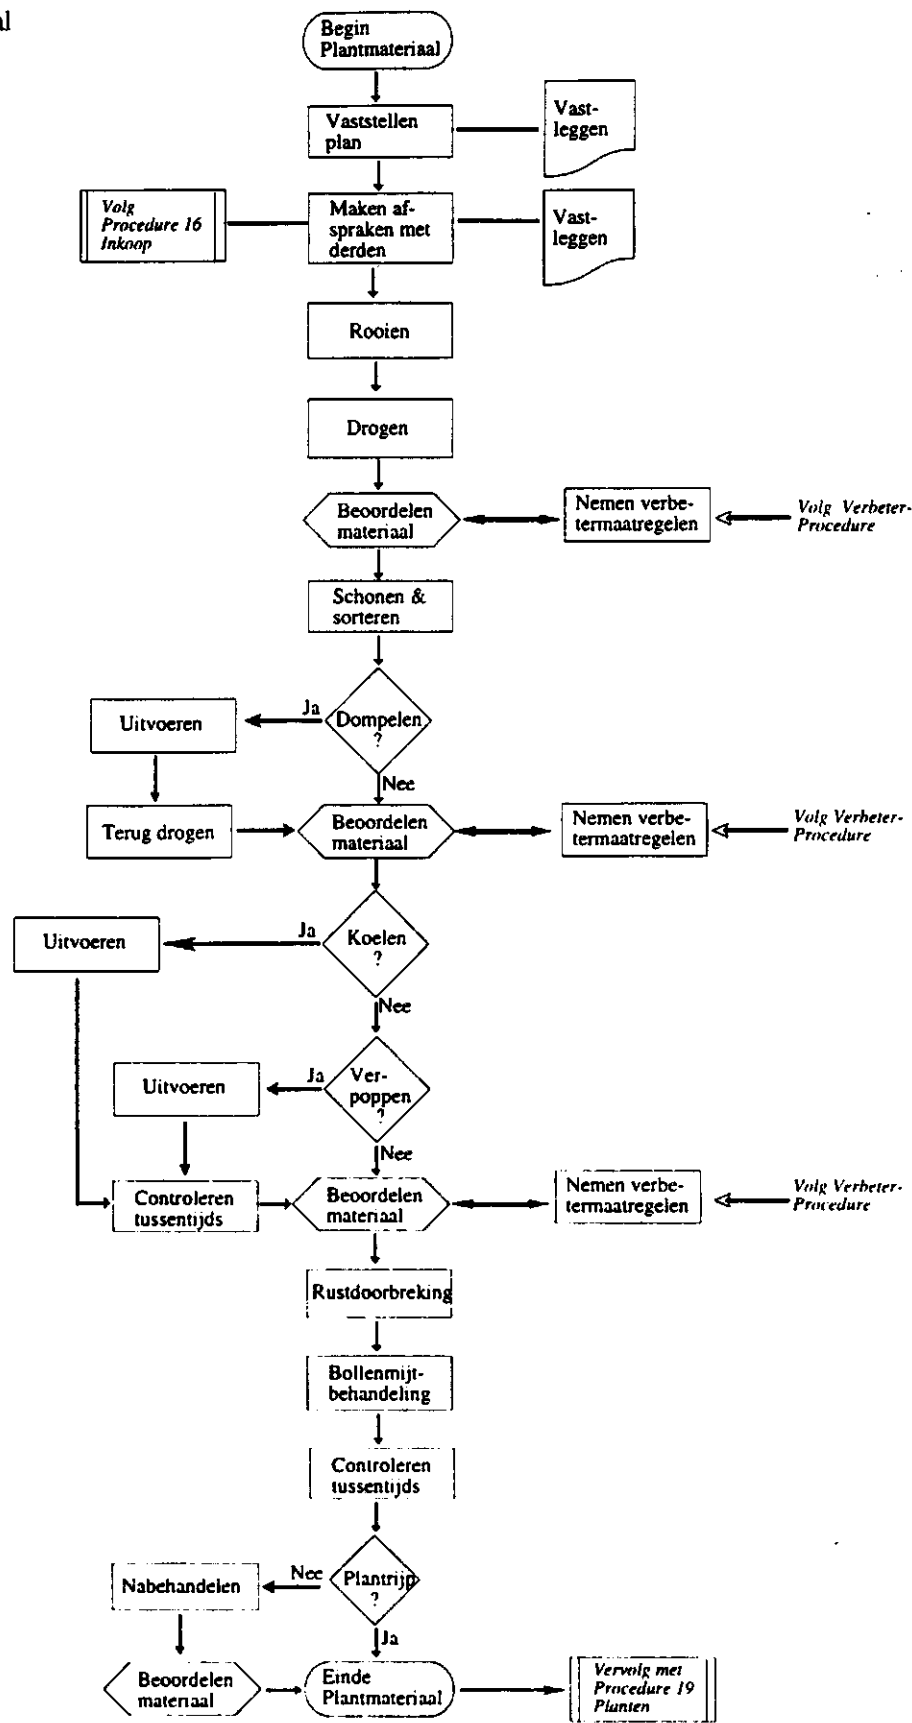 al
Begin
Plantmateriaal
Vaststellen
plan
Vast-
leggen
Volg
Procedure 16
Inkoop
Maken af-
spraken met
derden
Vast-
leggen
Rooien
Drogen
Beoordelen
materiaal
Nemen verbe-
termaatregelen
Volg Verbeter-
Procedure
Schonen &
sorteren
Ja
Dompelen
?
Uitvoeren
Nee
Terug drogen
Beoordelen
materiaal
Nemen verbe-
termaatregelen
Volg Verbeter-
Procedure
Uitvoeren
Ja
Koelen
?
Nee
Uitvoeren
Ja
Ver-
poppen
?
Nee
Controleren
tussentijds
Beoordelen
materiaal
Nemen verbe-
termaatregelen
Volg Verbeter-
Procedure
Rustdoorbreking
Bollenmijt-
behandeling
Controleren
tussentijds
Nabehandelen
Nee
Plantrijp
?
Ja
Beoordelen
materiaal
Einde
Plantmateriaal
Vervolg met
Procedure 19
Planten